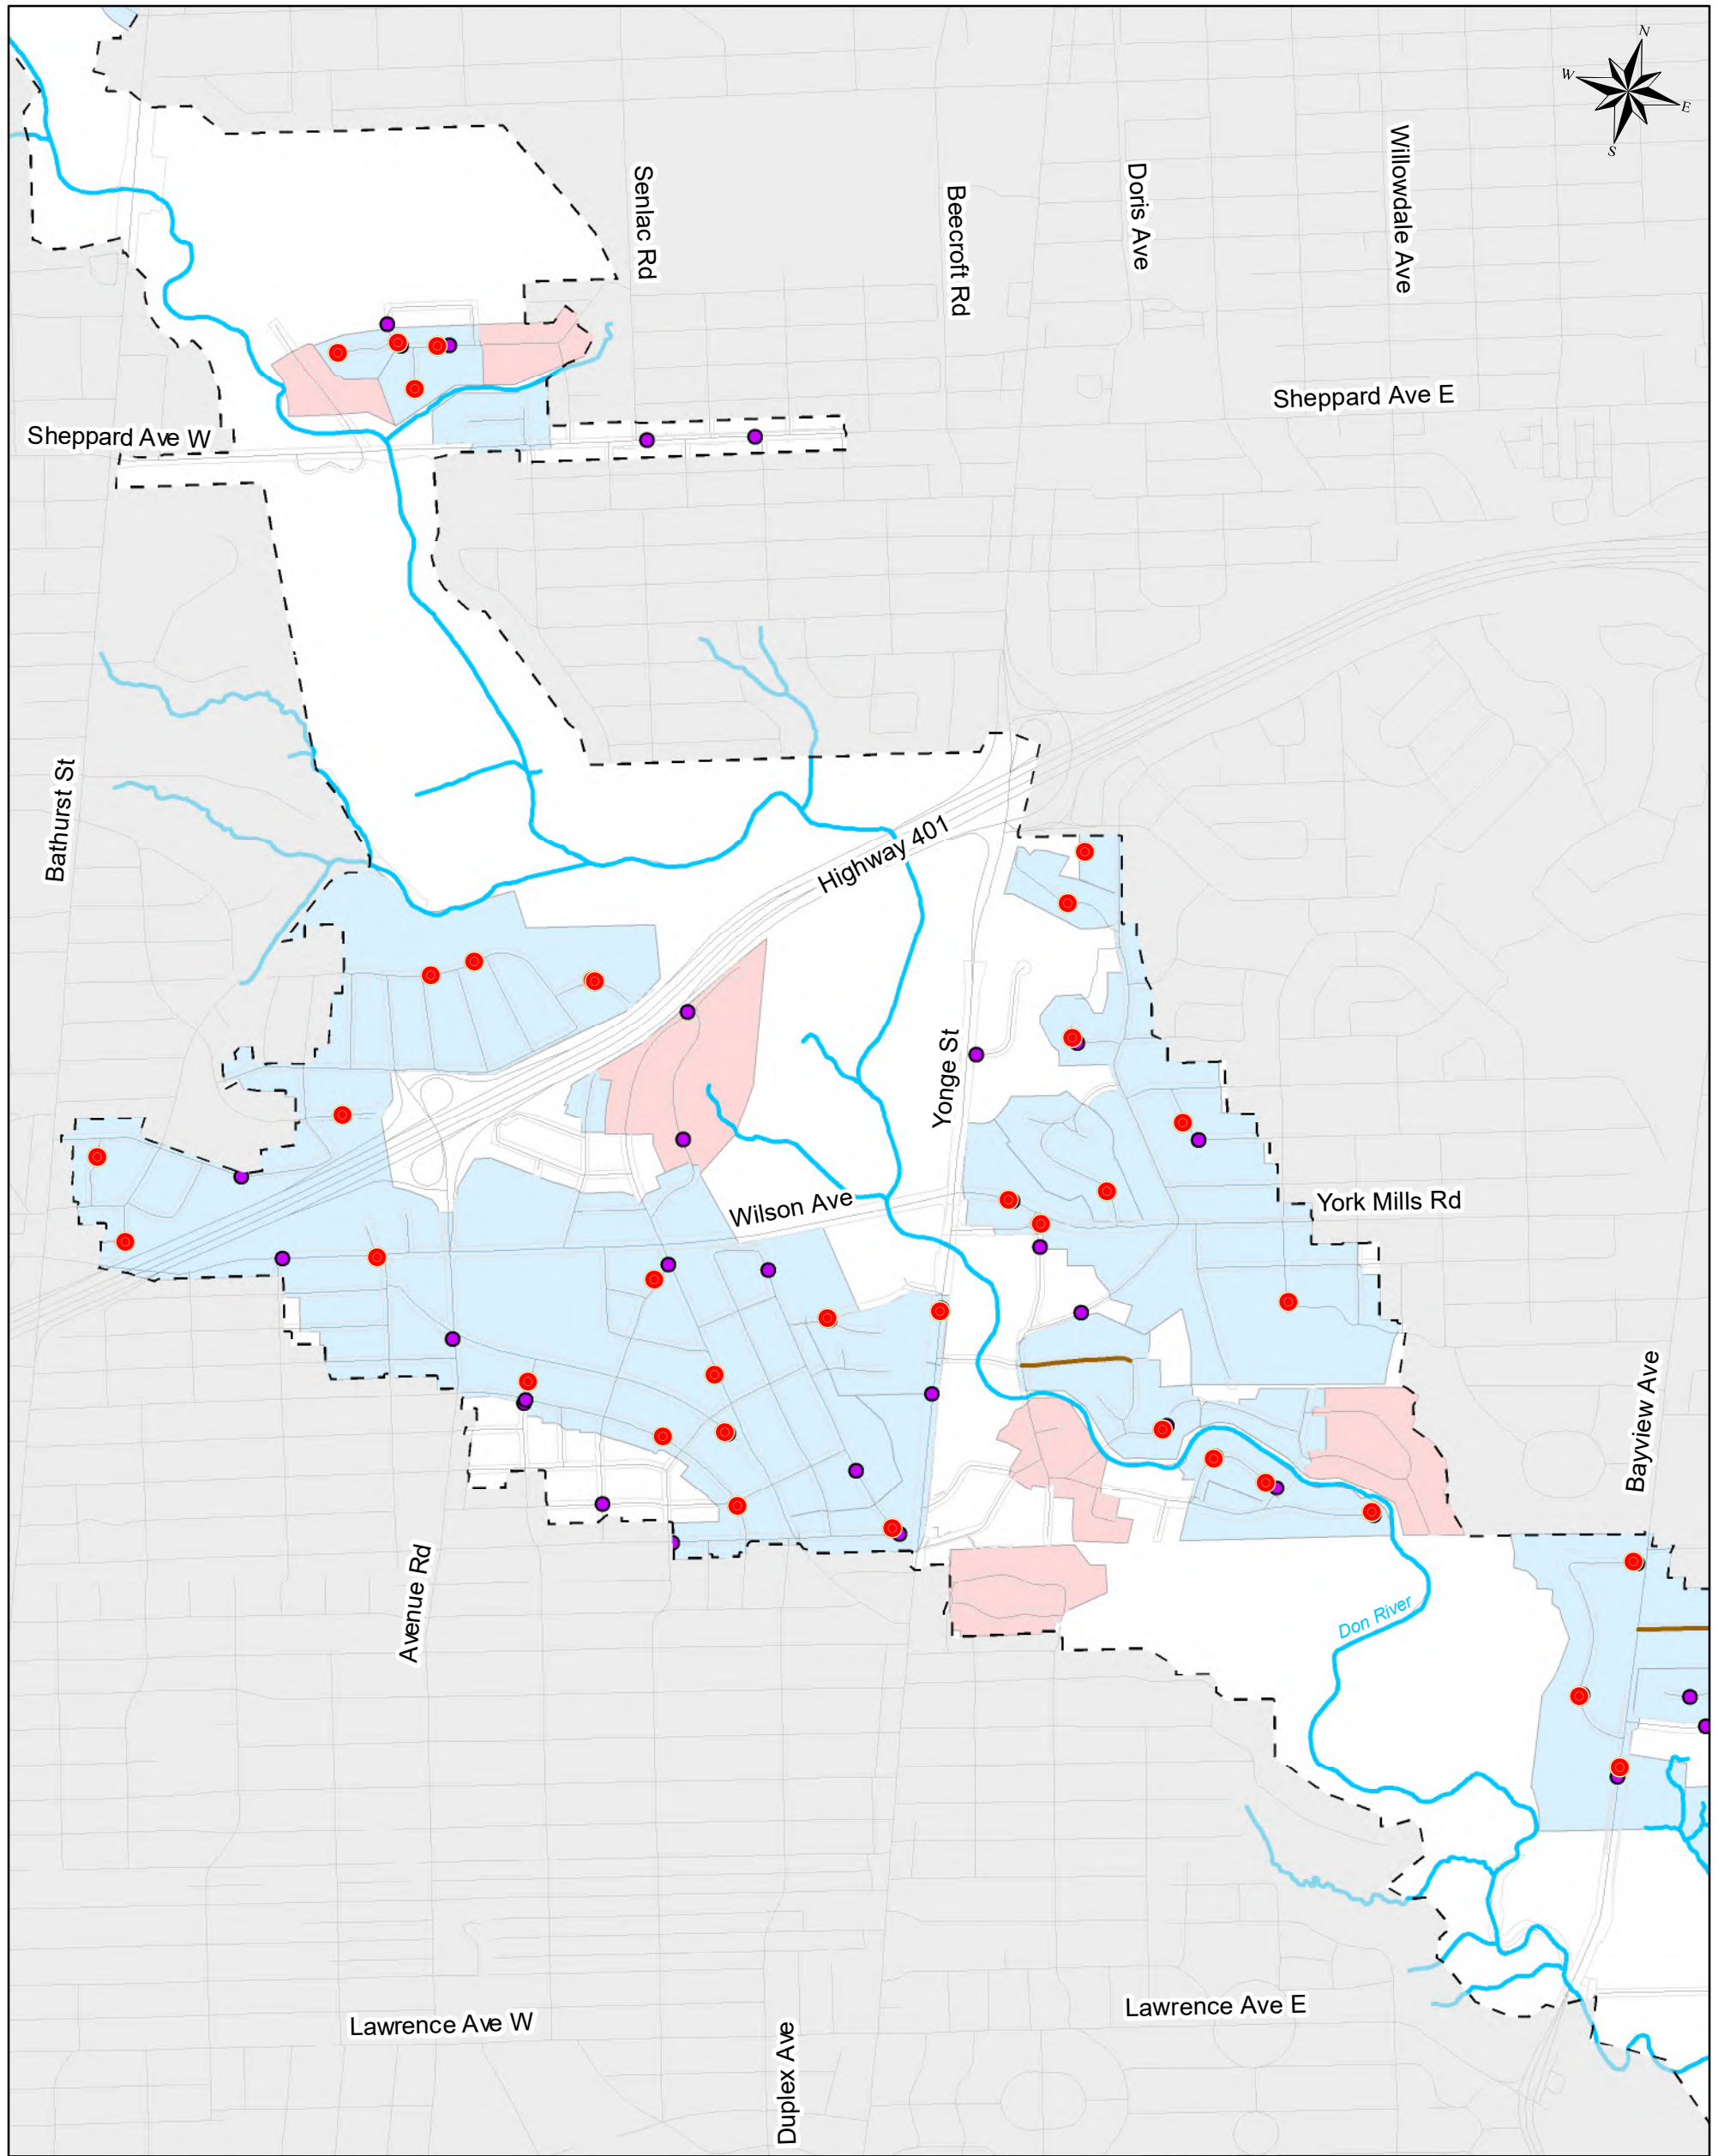 N
W
E
S
Senlac Rd
Beecroft Rd
Doris Ave
Willowdale Ave
Sheppard Ave E
Sheppard Ave W
Bathurst St
Highway 401
Yonge St
Wilson Ave
York Mills Rd
Bayview Ave
Avenue Rd
Don River
Lawrence Ave E
Lawrence Ave W
Duplex Ave